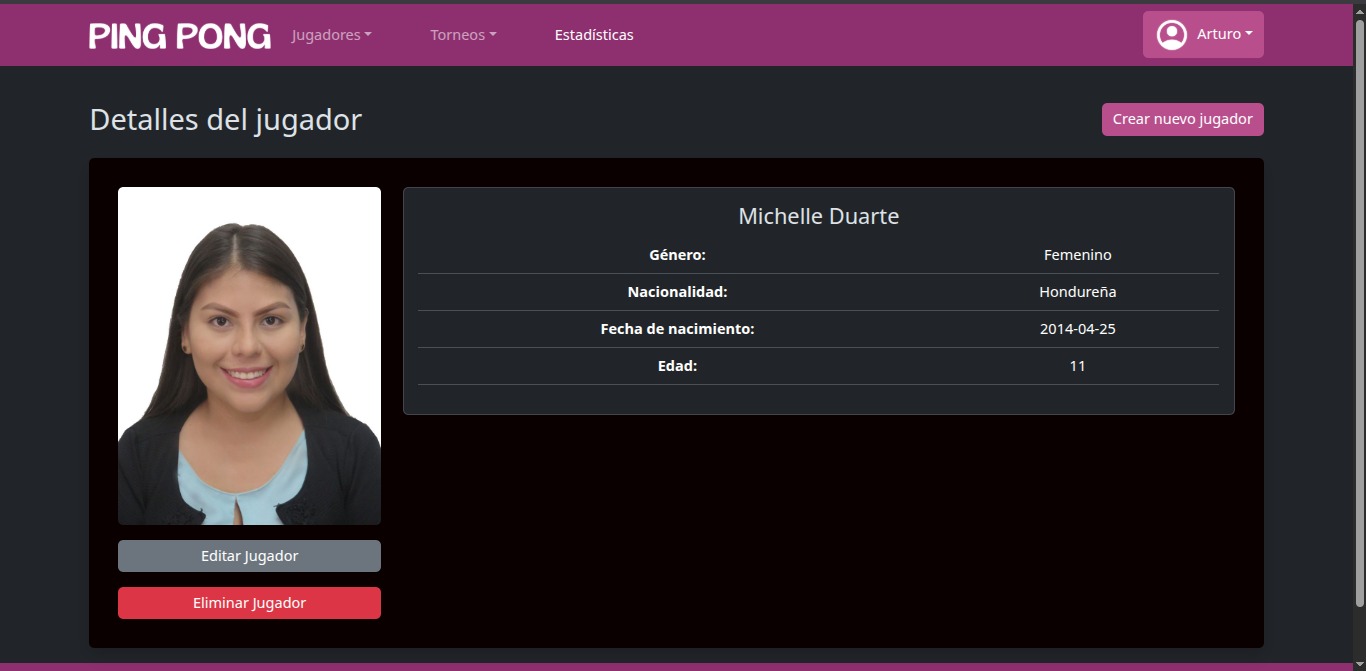 PING PONG Jugadores Torneos Estadísticas Arturo
Detalles del jugador Crear nuevo jugador
Michelle Duarte
Género: Femenino
Nacionalidad: Hondureña
Fecha de nacimiento: 2014-04-25
Edad: 11
Editar Jugador
Eliminar Jugador